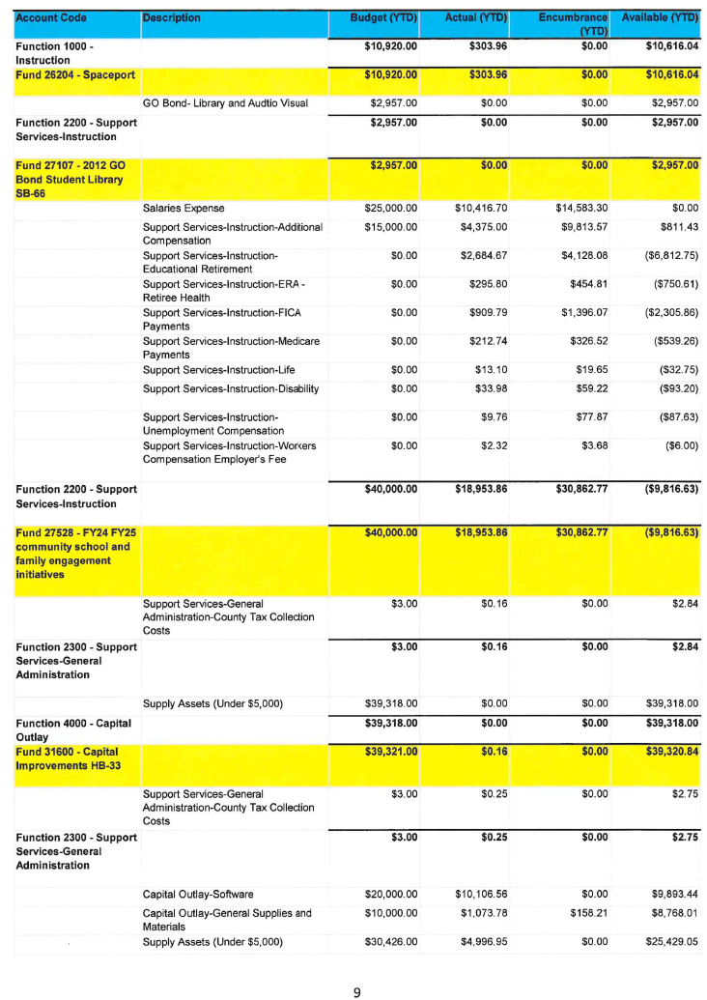 Account Code Description Budget (YTD) Actual (YTD) Encumbrance Available (YTD)
(YTD)
Function 1000 - $10,920.00 $303.96 $0.00 $10,616.04
Instruction
Fund 26204 - Spaceport $10,920.00 $303.96 $0.00 $10,616.04
GO Bond- Library and Audtio Visual $2,957.00 $0.00 $0.00 $2,957.00
Function 2200 - Support $2,957.00 $0.00 $0.00 $2,957.00
Services-Instruction
Fund 27107 - 2012 GO $2,957.00 $0.00 $0.00 $2,957.00
Bond Student Library
SB-66
Salaries Expense $25,000.00 $10,416.70 $14,583.30 $0.00
Support Services-Instruction-Additional $15,000.00 $4,375.00 $9,813.57 $811.43
Compensation
Support Services-Instruction- $0.00 $2,684.67 $4,128.08 ($6,812.75)
Educational Retirement
Support Services-Instruction-ERA - $0.00 $295.80 $454.81 ($750.61)
Retiree Health
Support Services-Instruction-FICA $0.00 $909.79 $1,396.07 ($2,305.86)
Payments
Support Services-Instruction-Medicare $0.00 $212.74 $326.52 ($539.26)
Payments
Support Services-Instruction-Life $0.00 $13.10 $19.65 ($32.75)
Support Services-Instruction-Disability $0.00 $33.98 $59.22 ($93.20)
Support Services-Instruction- $0.00 $9.76 $77.87 ($87.63)
Unemployment Compensation
Support Services-Instruction-Workers $0.00 $2.32 $3.68 ($6.00)
Compensation Employer's Fee
Function 2200 - Support $40,000.00 $18,953.86 $30,862.77 ($9,816.63)
Services-Instruction
Fund 27528 - FY24 FY25 $40,000.00 $18,953.86 $30,862.77 ($9,816.63)
community school and
family engagement
initiatives
Support Services-General $3.00 $0.16 $0.00 $2.84
Administration-County Tax Collection
Costs
Function 2300 - Support $3.00 $0.16 $0.00 $2.84
Services-General
Administration
Supply Assets (Under $5,000) $39,318.00 $0.00 $0.00 $39,318.00
Function 4000 - Capital $39,318.00 $0.00 $0.00 $39,318.00
Outlay
Fund 31600 - Capital $39,321.00 $0.16 $0.00 $39,320.84
Improvements HB-33
Support Services-General $3.00 $0.25 $0.00 $2.75
Administration-County Tax Collection
Costs
Function 2300 - Support $3.00 $0.25 $0.00 $2.75
Services-General
Administration
Capital Outlay-Software $20,000.00 $10,106.56 $0.00 $9,893.44
Capital Outlay-General Supplies and $10,000.00 $1,073.78 $158.21 $8,768.01
Materials
Supply Assets (Under $5,000) $30,426.00 $4,996.95 $0.00 $25,429.05
9